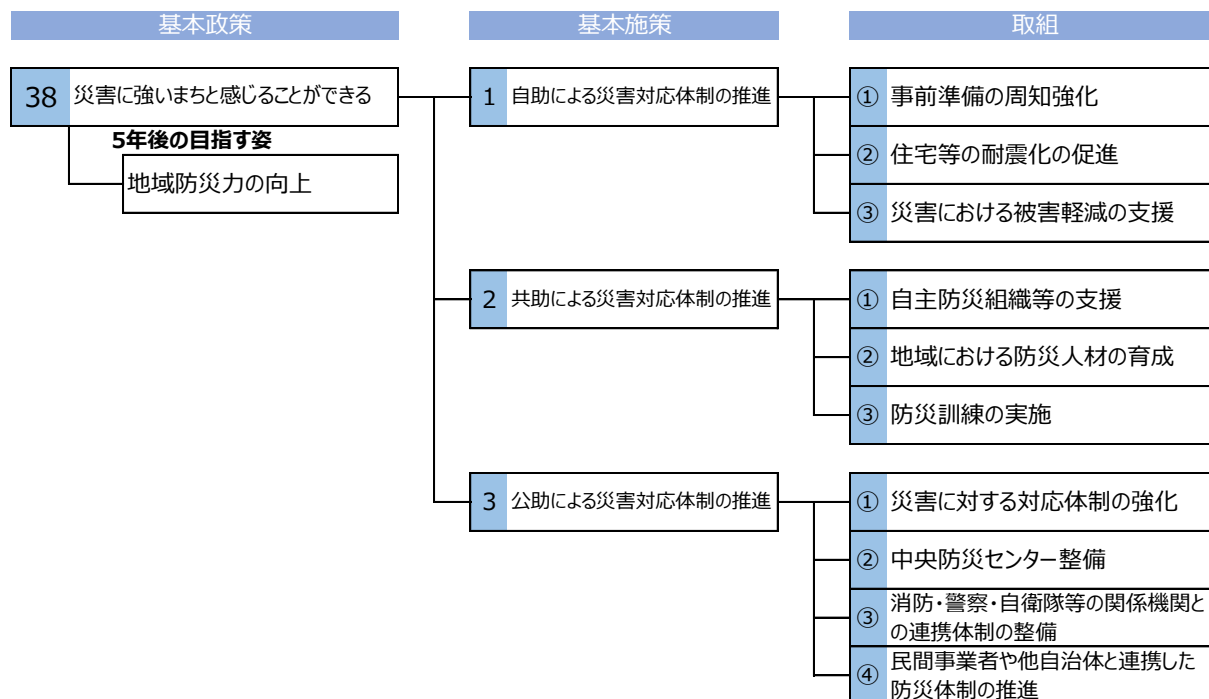 基本政策
基本施策
取組
38 災害に強いまちと感じることができる
5年後の目指す姿
地域防災力の向上
1 自助による災害対応体制の推進
① 事前準備の周知強化
② 住宅等の耐震化の促進
③ 災害における被害軽減の支援
2 共助による災害対応体制の推進
① 自主防災組織等の支援
② 地域における防災人材の育成
③ 防災訓練の実施
3 公助による災害対応体制の推進
① 災害に対する対応体制の強化
② 中央防災センター整備
③ 消防・警察・自衛隊等の関係機関と
の連携体制の整備
④ 民間事業者や他自治体と連携した
防災体制の推進